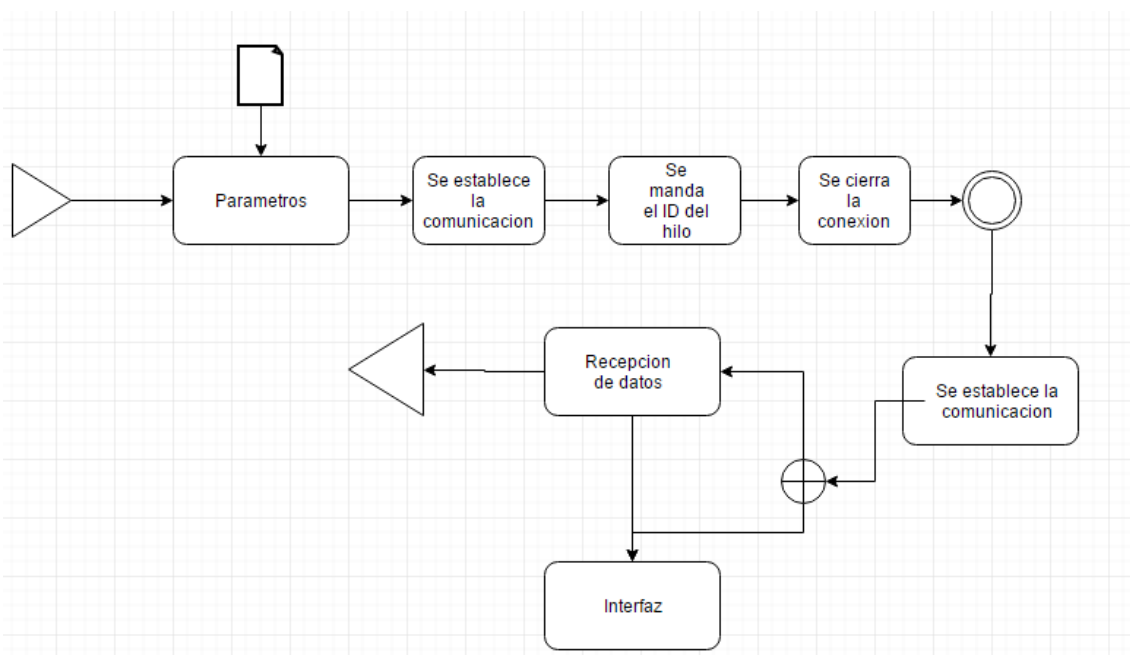 Parametros
Se establece
la
comunicacion
Se
manda
el ID del
hilo
Se cierra
la
conexion
Recepcion
de datos
Se establece la
comunicacion
Interfaz